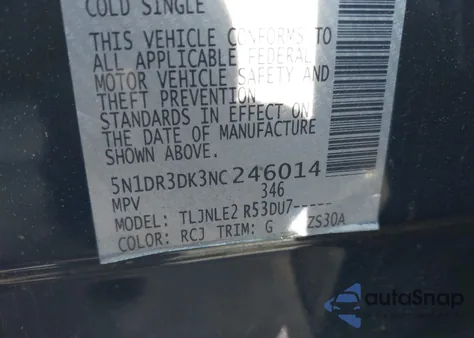 COLD SINGLE
THIS VEHICLE CONFORMS TO
ALL APPLICABLE FEDERAL
MOTOR VEHICLE SAFETY AND
THEFT PREVENTION
STANDARDS IN EFFECT ON
THE DATE OF MANUFACTURE
SHOWN ABOVE.
5N1DR3DK3NC246014
MPV 346
MODEL: TLJNLE2 R53DU7-----
COLOR: RCJ TRIM: G ZS30A
autoSnap